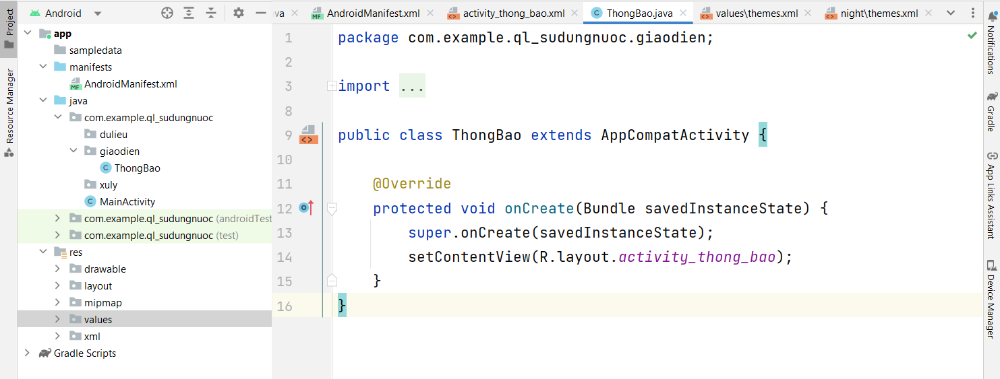 Project
Resource Manager
Android
app
sampledata
manifests
AndroidManifest.xml
java
com.example.ql_sudungnuoc
dulieu
giaodien
ThongBao
xuly
MainActivity
com.example.ql_sudungnuoc (androidTest
com.example.ql_sudungnuoc (test)
res
drawable
layout
mipmap
values
xml
Gradle Scripts
ava AndroidManifest.xml activity_thong_bao.xml ThongBao.java values\themes.xml night\themes.xml
1 package com.example.ql_sudungnuoc.giaodien;
2
3 import ...
8
9 public class ThongBao extends AppCompatActivity {
10
11 @Override
12 protected void onCreate(Bundle savedInstanceState) {
13 super.onCreate(savedInstanceState);
14 setContentView(R.layout.activity_thong_bao);
15 }
16 }
Notifications
Gradle
App Links Assistant
Device Manager